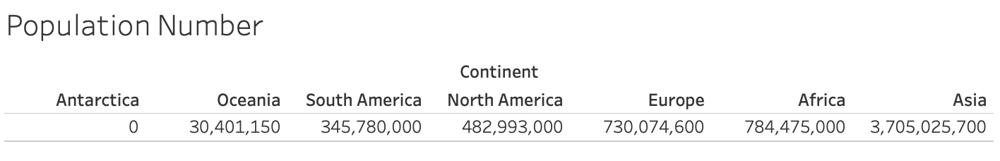 Population Number
Continent
Antarctica Oceania South America North America Europe Africa Asia
0 30,401,150 345,780,000 482,993,000 730,074,600 784,475,000 3,705,025,700